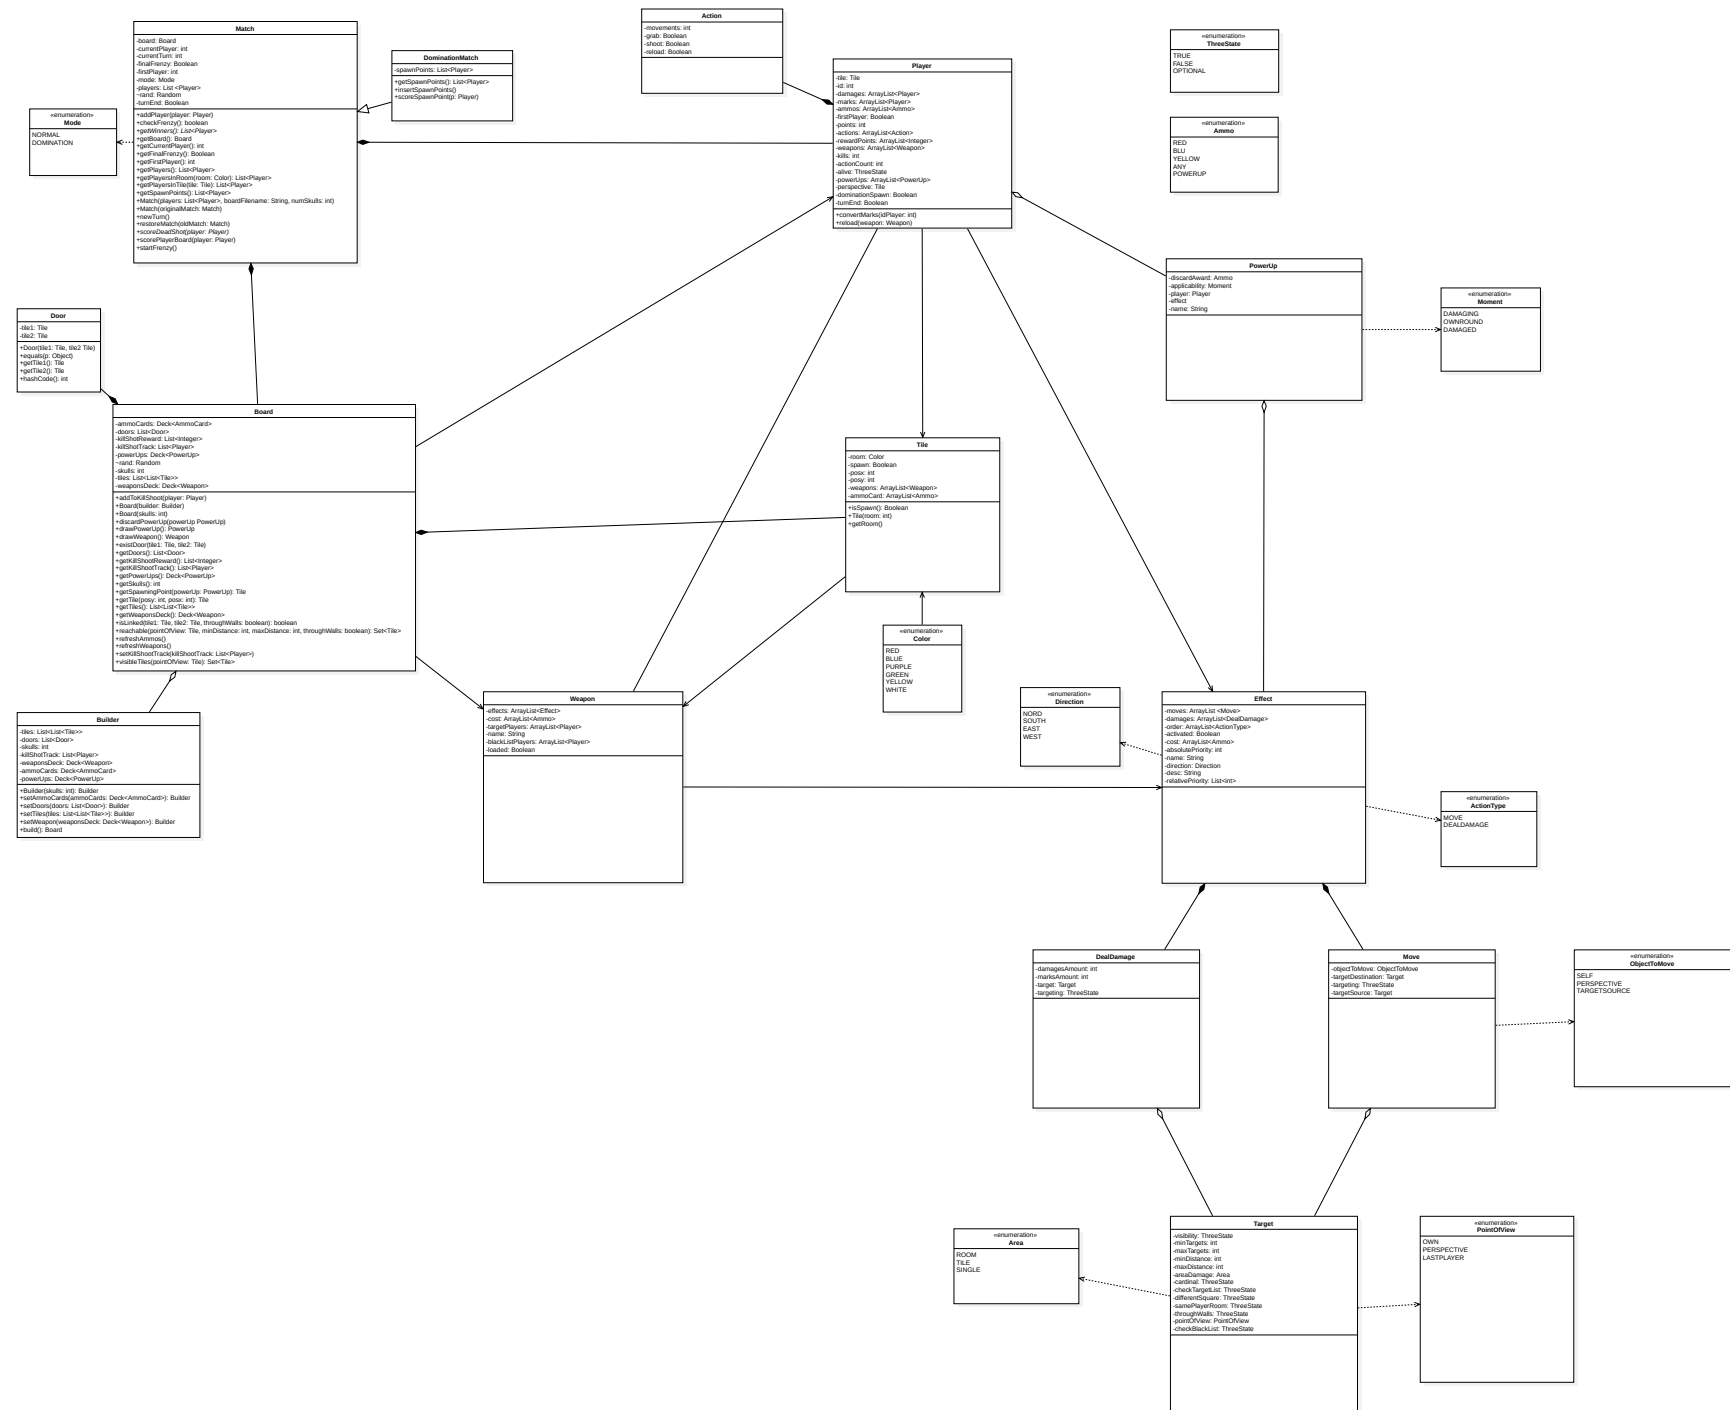 Match
-board: Board
-currentPlayer: int
-currentTurn: int
-finalFrenzy: Boolean
-firstPlayer: int
-mode: Mode
-players: List <Player>
~rand: Random
-turnEnd: Boolean
+addPlayer(player: Player)
+checkFrenzy(): boolean
+getWinners(): List<Player>
+getBoard(): Board
+getCurrentPlayer(): int
+getFinalFrenzy(): Boolean
+getFirstPlayer(): int
+getPlayers(): List<Player>
+getPlayersInRoom(room: Color): List<Player>
+getPlayersInTile(tile: Tile): List<Player>
+getSpawnPoints(): List<Player>
+Match(players: List<Player>, boardFilename: String, numSkulls: int)
+Match(originalMatch: Match)
+newTurn()
+restoreMatch(oldMatch: Match)
+scoreDeadShot(player: Player)
+scorePlayerBoard(player: Player)
+startFrenzy()
DominationMatch
-spawnPoints: List<Player>
+getSpawnPoints(): List<Player>
+insertSpawnPoints()
+scoreSpawnPoint(p: Player)
«enumeration»
Mode
NORMAL
DOMINATION
Action
-movements: int
-grab: Boolean
-shoot: Boolean
-reload: Boolean
Player
-tile: Tile
-id: int
-damages: ArrayList<Player>
-marks: ArrayList<Player>
-ammos: ArrayList<Ammo>
-firstPlayer: Boolean
-points: int
-actions: ArrayList<Action>
-rewardPoints: ArrayList<Integer>
-weapons: ArrayList<Weapon>
-kills: int
-actionCount: int
-alive: ThreeState
-powerUps: ArrayList<PowerUp>
-perspective: Tile
-dominationSpawn: Boolean
-turnEnd: Boolean
+convertMarks(idPlayer: int)
+reload(weapon: Weapon)
«enumeration»
ThreeState
TRUE
FALSE
OPTIONAL
«enumeration»
Ammo
RED
BLU
YELLOW
ANY
POWERUP
PowerUp
-discardAward: Ammo
-applicability: Moment
-player: Player
-effect
-name: String
«enumeration»
Moment
DAMAGING
OWNROUND
DAMAGED
Door
-tile1: Tile
-tile2: Tile
+Door(tile1: Tile, tile2 Tile)
+equals(p: Object)
+getTile1(): Tile
+getTile2(): Tile
+hashCode(): int
Board
-ammoCards: Deck<AmmoCard>
-doors: List<Door>
-killShotReward: List<Integer>
-killShotTrack: List<Player>
-powerUps: Deck<PowerUp>
~rand: Random
-skulls: int
-tiles: List<List<Tile>>
-weaponsDeck: Deck<Weapon>
+addToKillShoot(player: Player)
+Board(builder: Builder)
+Board(skulls: int)
+discardPowerUp(powerUp PowerUp)
+drawPowerUp(): PowerUp
+drawWeapon(): Weapon
+existDoor(tile1: Tile, tile2: Tile)
+getDoors(): List<Door>
+getKillShootReward(): List<Integer>
+getKillShootTrack(): List<Player>
+getPowerUps(): Deck<PowerUp>
+getSkulls(): int
+getSpawningPoint(powerUp: PowerUp): Tile
+getTile(posy: int, posx: int): Tile
+getTiles(): List<List<Tile>>
+getWeaponsDeck(): Deck<Weapon>
+isLinked(tile1: Tile, tile2: Tile, throughWalls: boolean): boolean
+reachable(pointOfView: Tile, minDistance: int, maxDistance: int, throughWalls: boolean): Set<Tile>
+refreshAmmos()
+refreshWeapons()
+setKillShootTrack(killShootTrack: List<Player>)
+visibleTiles(pointOfView: Tile): Set<Tile>
Tile
-room: Color
-spawn: Boolean
-posx: int
-posy: int
-weapons: ArrayList<Weapon>
-ammoCard: ArrayList<Ammo>
+isSpawn(): Boolean
+Tile(room: int)
+getRoom()
«enumeration»
Color
RED
BLUE
PURPLE
GREEN
YELLOW
WHITE
Builder
-tiles: List<List<Tile>>
-doors: List<Door>
-skulls: int
-killShotTrack: List<Player>
-weaponsDeck: Deck<Weapon>
-ammoCards: Deck<AmmoCard>
-powerUps: Deck<PowerUp>
+Builder(skulls: int): Builder
+setAmmoCards(ammoCards: Deck<AmmoCard>): Builder
+setDoors(doors: List<Door>): Builder
+setTiles(tiles: List<List<Tile>>): Builder
+setWeapon(weaponsDeck: Deck<Weapon>): Builder
+build(): Board
Weapon
-effects: ArrayList<Effect>
-cost: ArrayList<Ammo>
-targetPlayers: ArrayList<Player>
-name: String
-blackListPlayers: ArrayList<Player>
-loaded: Boolean
«enumeration»
Direction
NORD
SOUTH
EAST
WEST
Effect
-moves: ArrayList <Move>
-damages: ArrayList<DealDamage>
-order: ArrayList<ActionType>
-activated: Boolean
-cost: ArrayList<Ammo>
-absolutePriority: int
-name: String
-direction: Direction
-desc: String
-relativePriority: List<int>
«enumeration»
ActionType
MOVE
DEALDAMAGE
DealDamage
-damagesAmount: int
-marksAmount: int
-target: Target
-targeting: ThreeState
Move
-objectToMove: ObjectToMove
-targetDestination: Target
-targeting: ThreeState
-targetSource: Target
«enumeration»
ObjectToMove
SELF
PERSPECTIVE
TARGETSOURCE
«enumeration»
Area
ROOM
TILE
SINGLE
Target
-visibility: ThreeState
-minTargets: int
-maxTargets: int
-minDistance: int
-maxDistance: int
-areaDamage: Area
-cardinal: ThreeState
-checkTargetList: ThreeState
-differentSquare: ThreeState
-samePlayerRoom: ThreeState
-throughWalls: ThreeState
-pointOfView: PointOfView
-checkBlackList: ThreeState
«enumeration»
PointOfView
OWN
PERSPECTIVE
LASTPLAYER